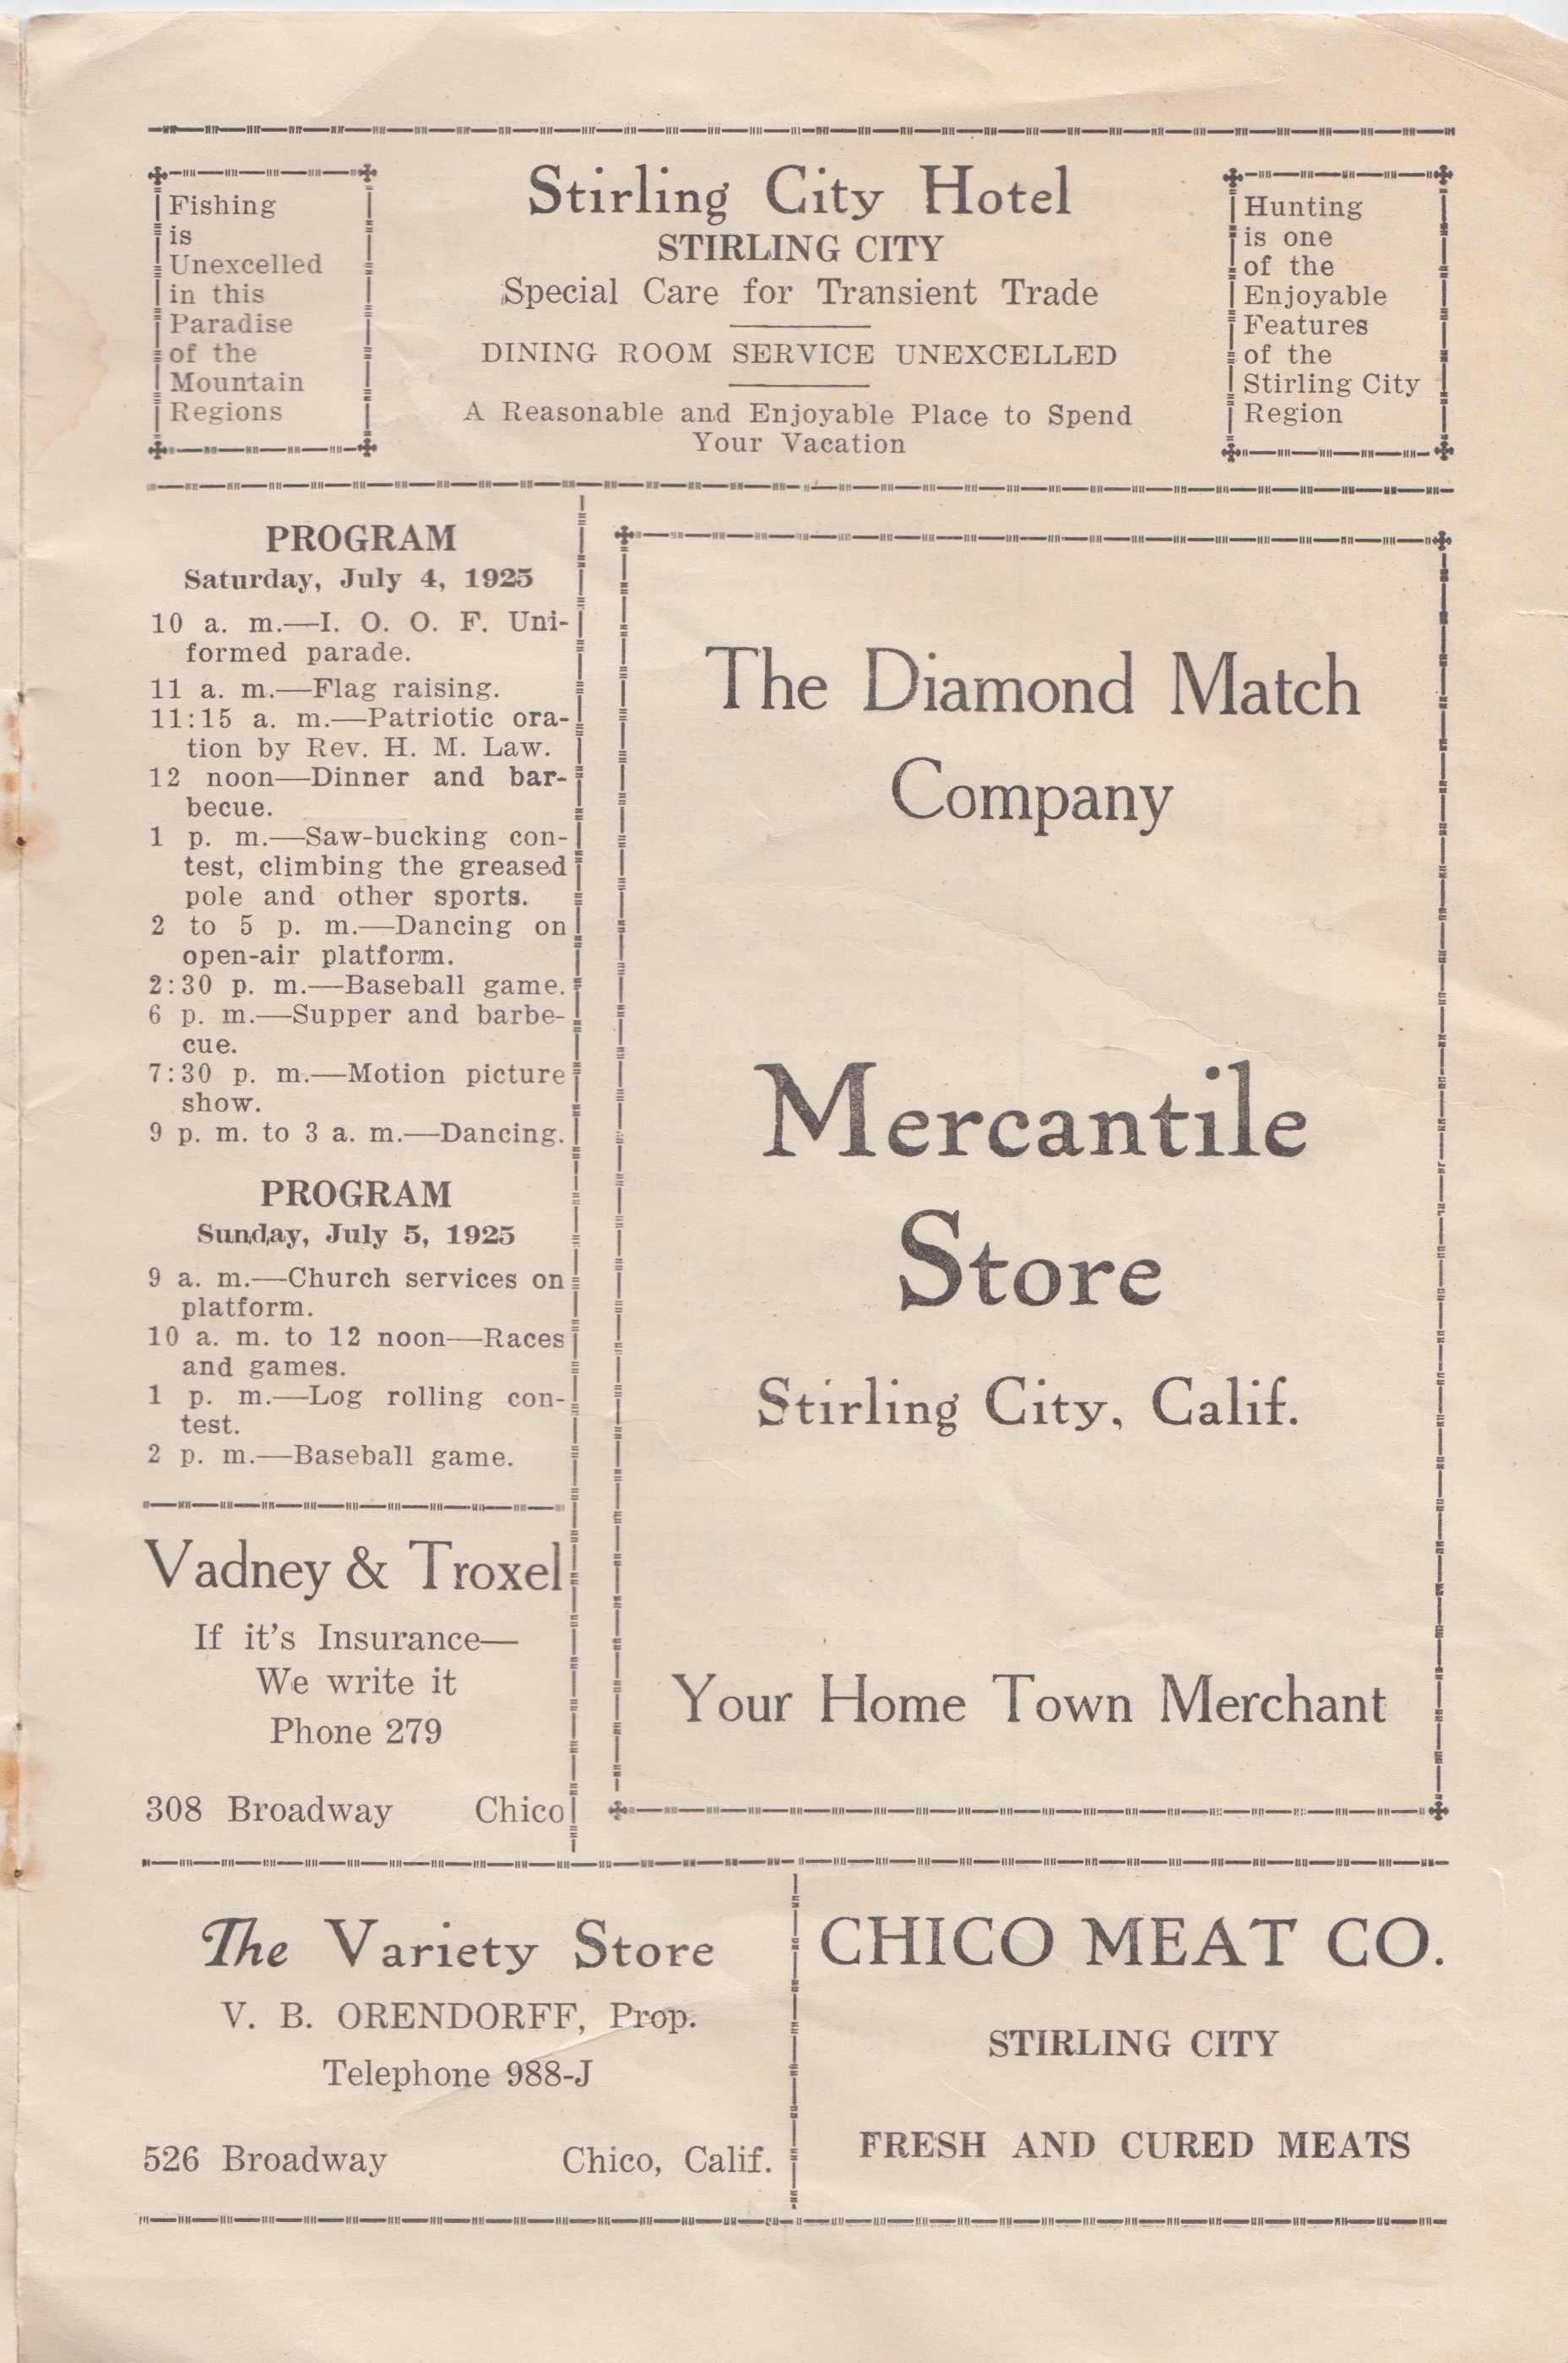 Fishing
is
Unexcelled
in this
Paradise
of the
Mountain
Regions
Stirling City Hotel
STIRLING CITY
Special Care for Transient Trade
DINING ROOM SERVICE UNEXCELLED
A Reasonable and Enjoyable Place to Spend
Your Vacation
Hunting
is one
of the
Enjoyable
Features
of the
Stirling City
Region
PROGRAM
Saturday, July 4, 1925
10 a. m.—I. O. O. F. Uni-
formed parade.
11 a. m.—Flag raising.
11:15 a. m.—Patriotic ora-
tion by Rev. H. M. Law.
12 noon—Dinner and bar-
becue.
1 p. m.—Saw-bucking con-
test, climbing the greased
pole and other sports.
2 to 5 p. m.—Dancing on
open-air platform.
2:30 p. m.—Baseball game.
6 p. m.—Supper and barbe-
cue.
7:30 p. m.—Motion picture
show.
9 p. m. to 3 a. m.—Dancing.
PROGRAM
Sunday, July 5, 1925
9 a. m.—Church services on
platform.
10 a. m. to 12 noon—Races
and games.
1 p. m.—Log rolling con-
test.
2 p. m.—Baseball game.
Vadney & Troxel
If it's Insurance—
We write it
Phone 279
308 Broadway Chico
The Diamond Match
Company
Mercantile
Store
Stirling City, Calif.
Your Home Town Merchant
The Variety Store
V. B. ORENDORFF, Prop.
Telephone 988-J
526 Broadway Chico, Calif.
CHICO MEAT CO.
STIRLING CITY
FRESH AND CURED MEATS